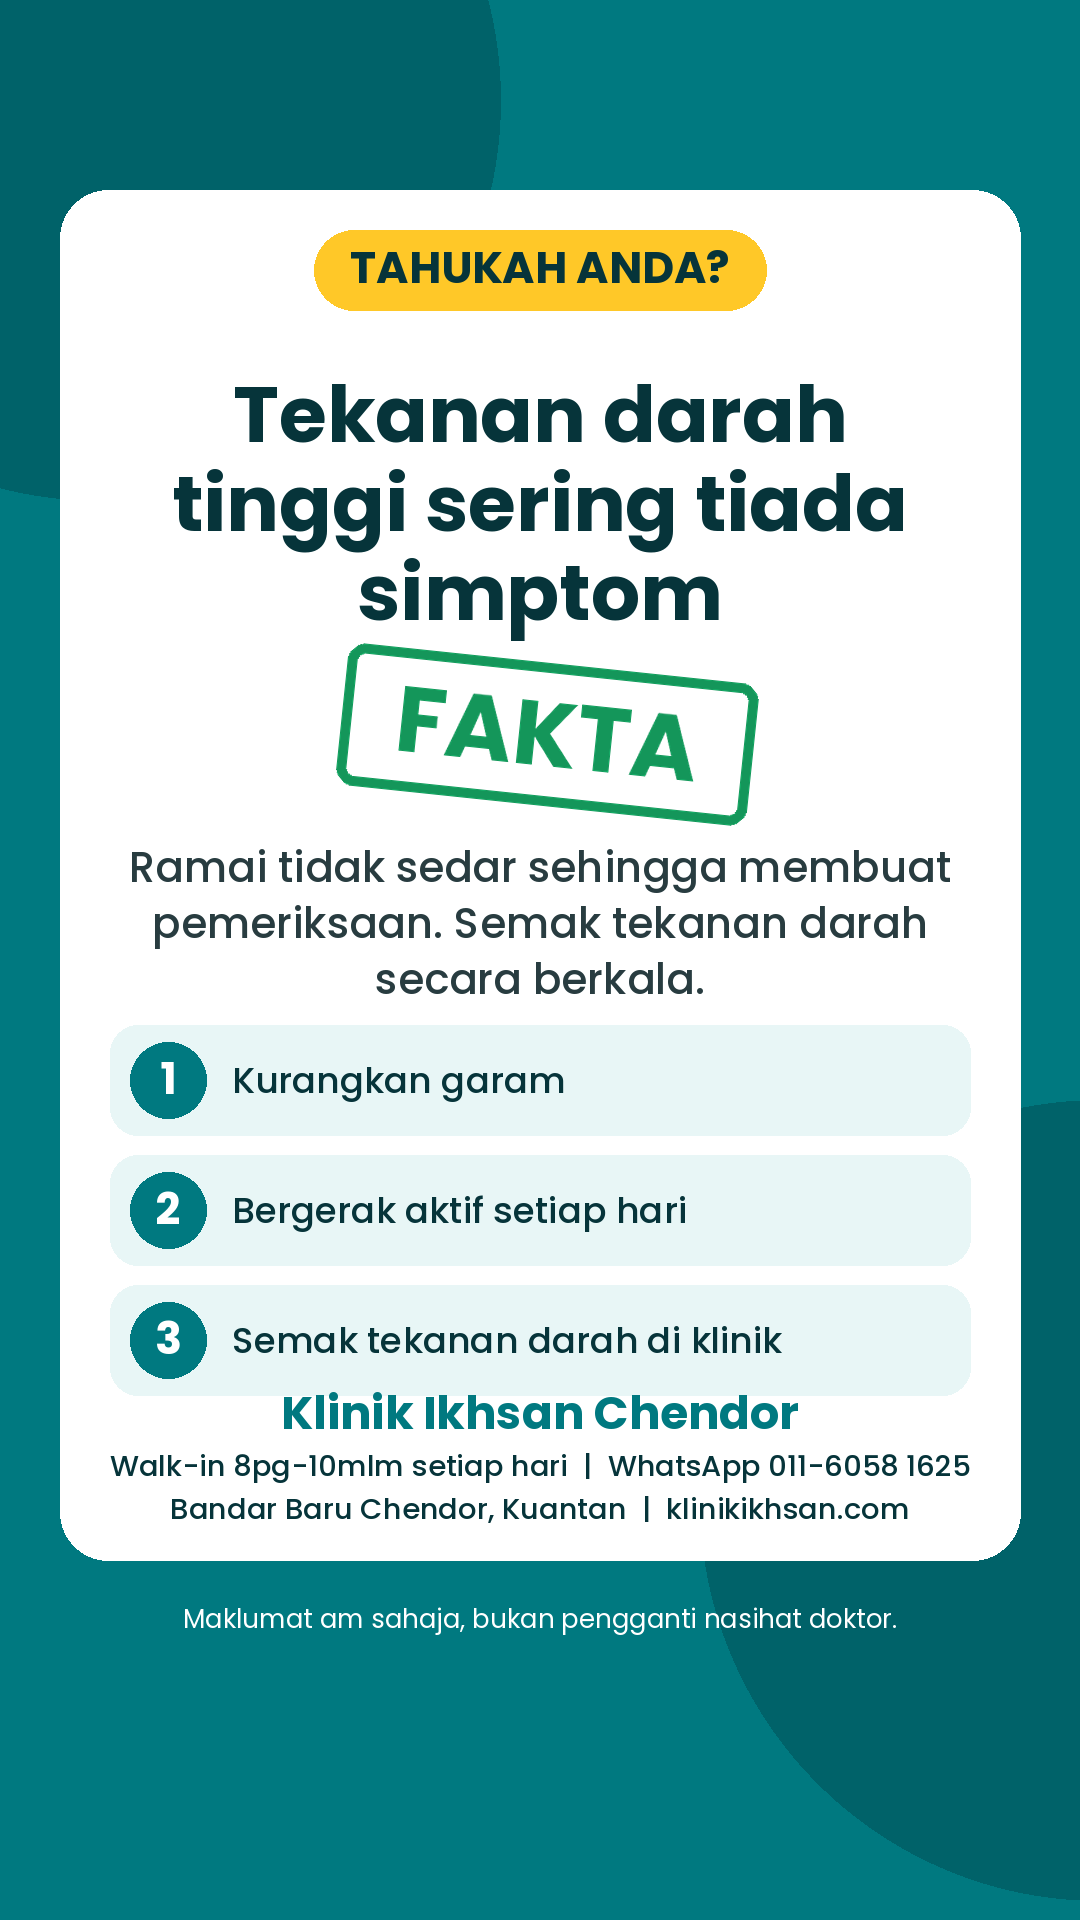 TAHUKAH ANDA?
Tekanan darah
tinggi sering tiada
simptom
FAKTA
Ramai tidak sedar sehingga membuat
pemeriksaan. Semak tekanan darah
secara berkala.
1 Kurangkan garam
2 Bergerak aktif setiap hari
3 Semak tekanan darah di klinik
Klinik Ikhsan Chendor
Walk-in 8pg-10mlm setiap hari | WhatsApp 011-6058 1625
Bandar Baru Chendor, Kuantan | klinikikhsan.com
Maklumat am sahaja, bukan pengganti nasihat doktor.